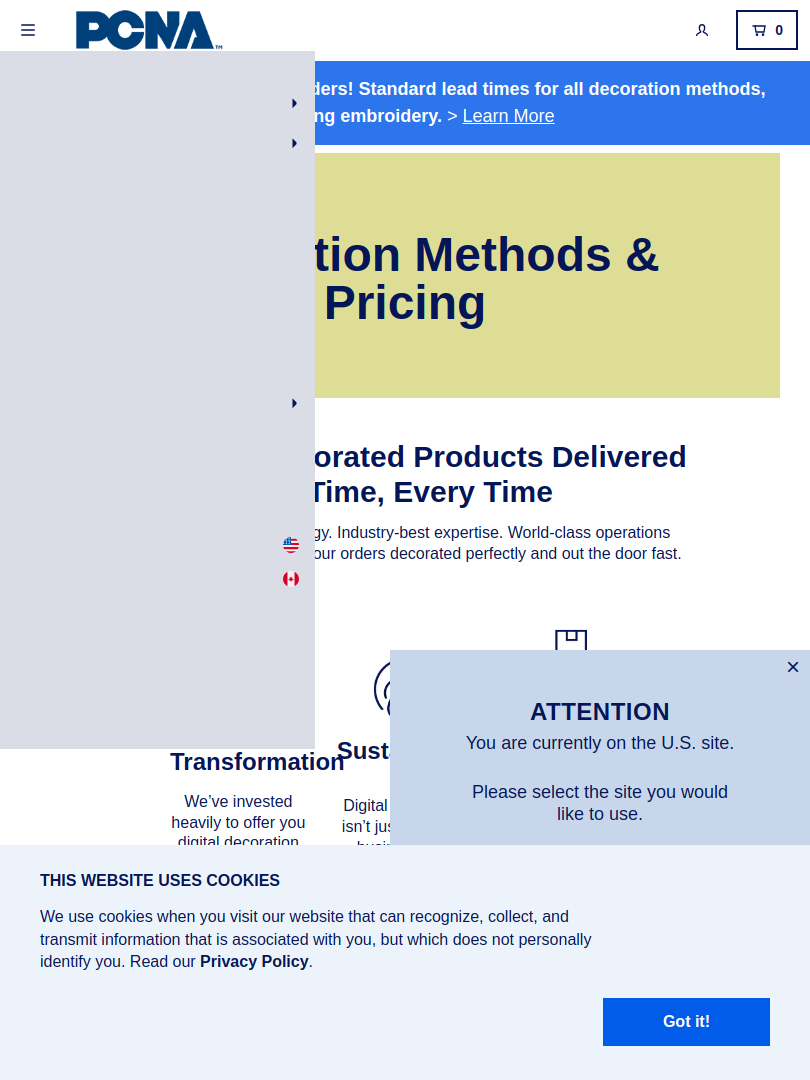 PCNA™
0
ders! Standard lead times for all decoration methods,
ng embroidery. > Learn More
tion Methods &
Pricing
orated Products Delivered
Time, Every Time
gy. Industry-best expertise. World-class operations
our orders decorated perfectly and out the door fast.
×
ATTENTION
You are currently on the U.S. site.
Please select the site you would
like to use.
Transformation
We’ve invested
heavily to offer you
digital decoration
Susta
Digital
isn’t jus
THIS WEBSITE USES COOKIES
We use cookies when you visit our website that can recognize, collect, and
transmit information that is associated with you, but which does not personally
identify you. Read our Privacy Policy.
Got it!